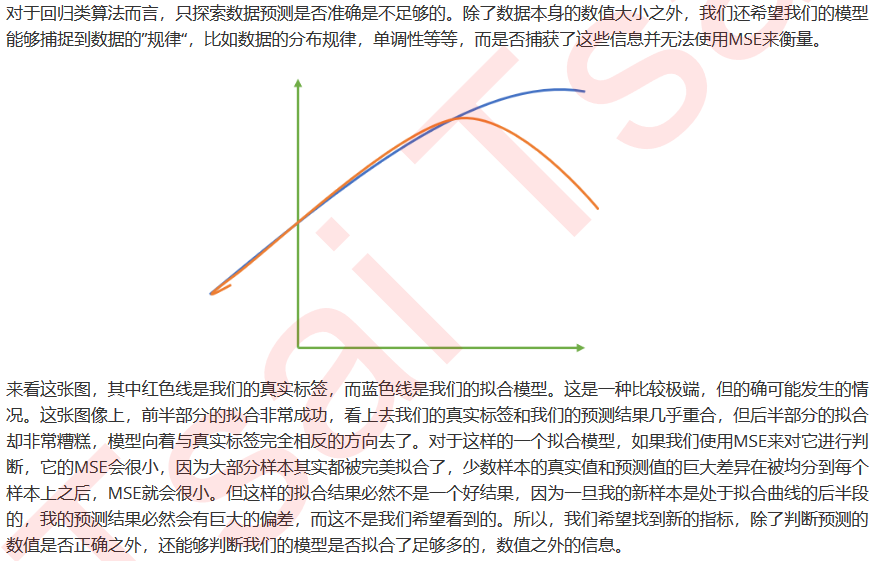 对于回归类算法而言，只探索数据预测是否准确是不足够的。除了数据本身的数值大小之外，我们还希望我们的模型
能够捕捉到数据的”规律“，比如数据的分布规律，单调性等等，而是否捕获了这些信息并无法使用MSE来衡量。
来看这张图，其中红色线是我们的真实标签，而蓝色线是我们的拟合模型。这是一种比较极端，但的确可能发生的情
况。这张图像上，前半部分的拟合非常成功，看上去我们的真实标签和我们的预测结果几乎重合，但后半部分的拟合
却非常糟糕，模型向着与真实标签完全相反的方向去了。对于这样的一个拟合模型，如果我们使用MSE来对它进行判
断，它的MSE会很小，因为大部分样本其实都被完美拟合了，少数样本的真实值和预测值的巨大差异在被均分到每个
样本上之后，MSE就会很小。但这样的拟合结果必然不是一个好结果，因为一旦我的新样本是处于拟合曲线的后半段
的，我的预测结果必然会有巨大的偏差，而这不是我们希望看到的。所以，我们希望找到新的指标，除了判断预测的
数值是否正确之外，还能够判断我们的模型是否拟合了足够多的，数值之外的信息。
Tsai Tsai